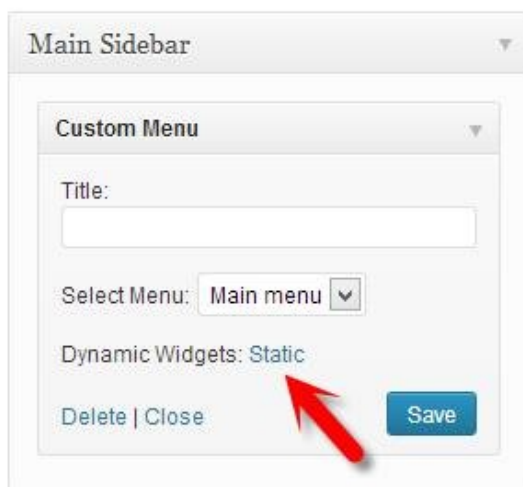 Main Sidebar
Custom Menu
Title:
Select Menu: Main menu
Dynamic Widgets: Static
Delete | Close
Save